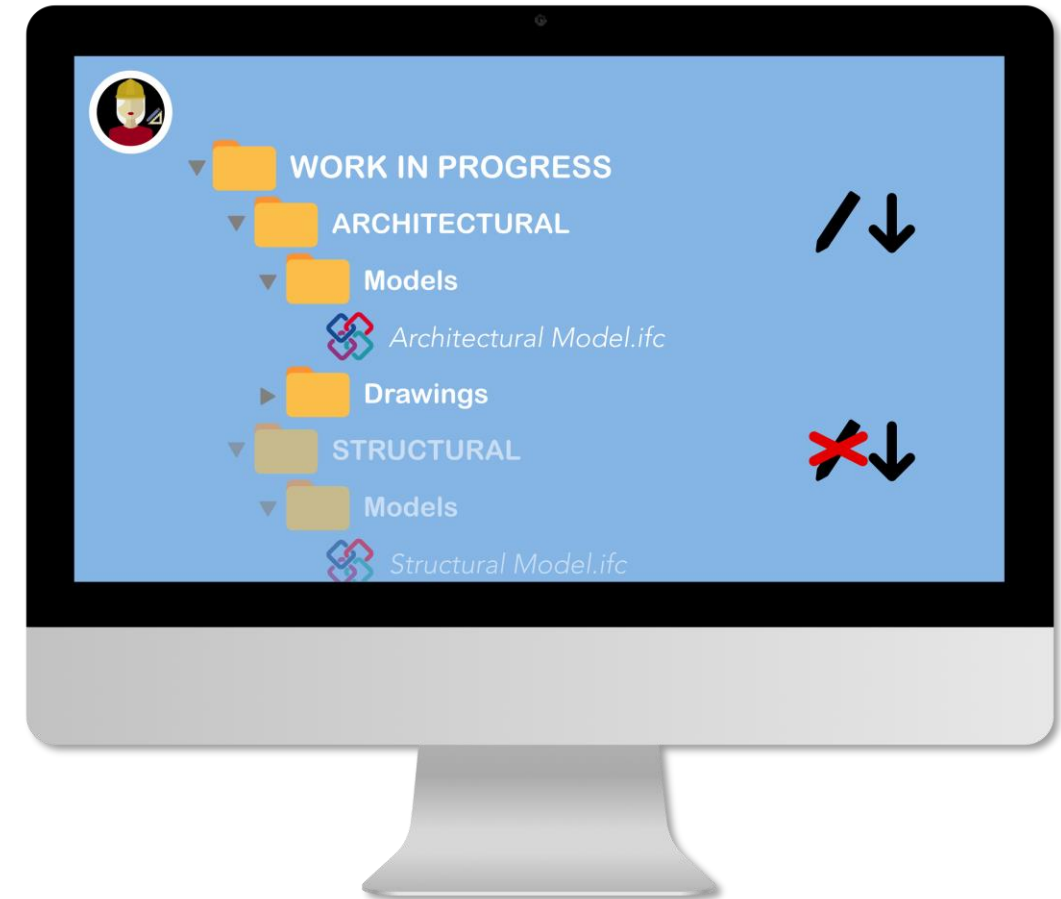 WORK IN PROGRESS
ARCHITECTURAL
Models
Architectural Model.ifc
Drawings
STRUCTURAL
Models
Structural Model.ifc